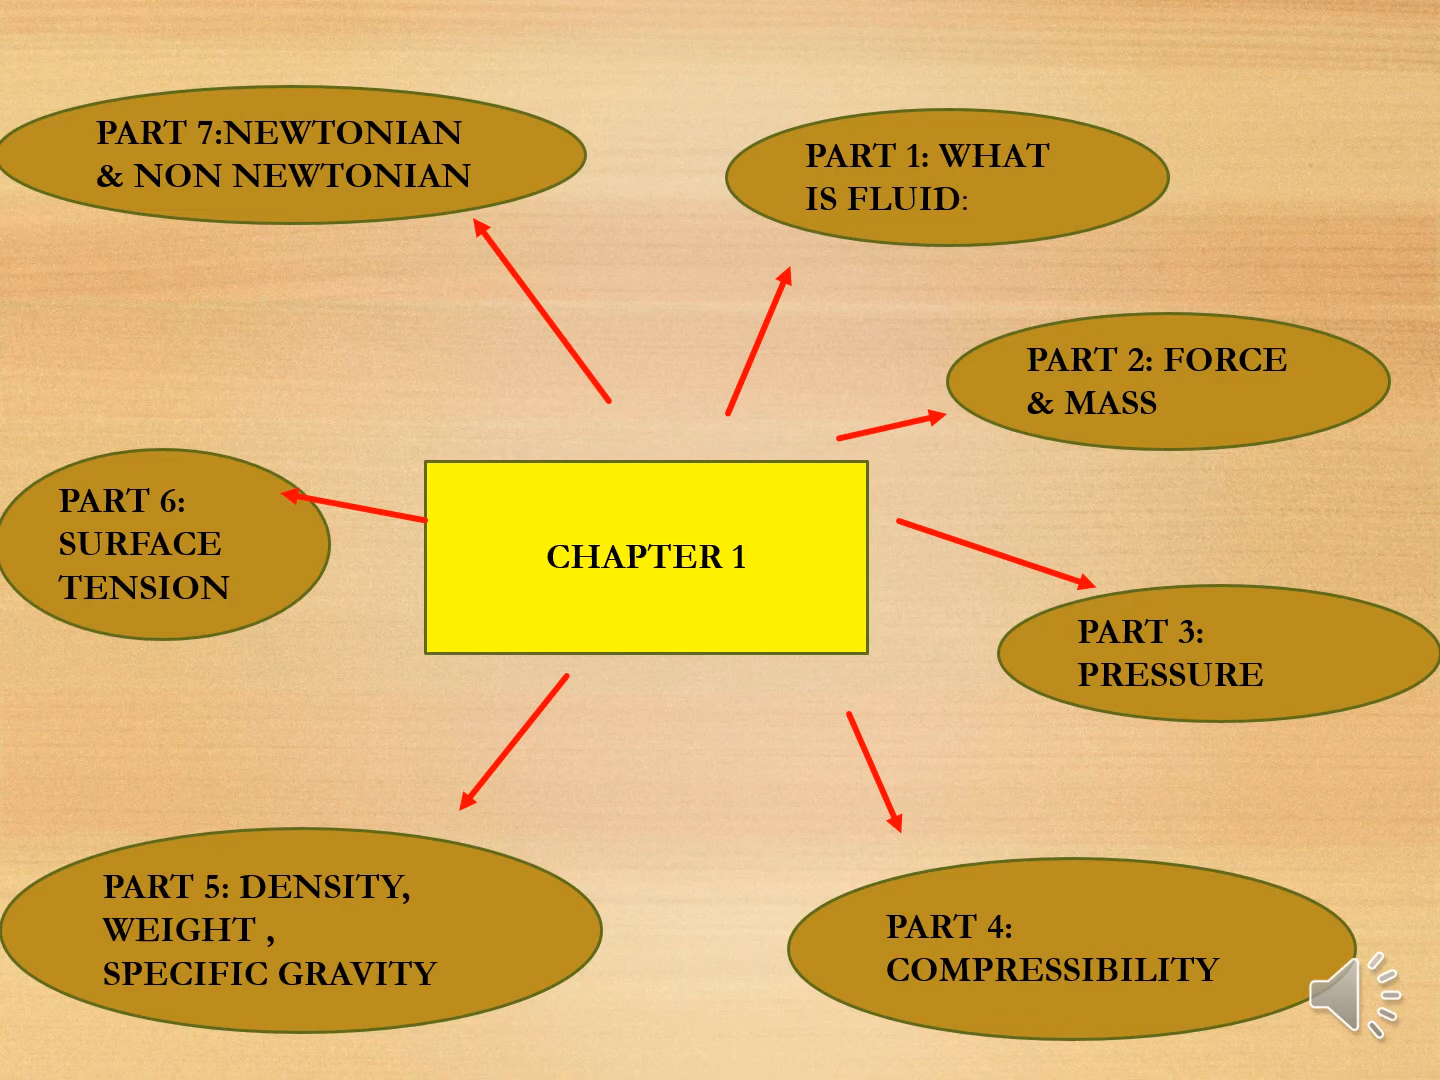 PART 7:NEWTONIAN
& NON NEWTONIAN
PART 1: WHAT
IS FLUID:
PART 2: FORCE
& MASS
PART 6:
SURFACE
TENSION
CHAPTER 1
PART 3:
PRESSURE
PART 5: DENSITY,
WEIGHT ,
SPECIFIC GRAVITY
PART 4:
COMPRESSIBILITY